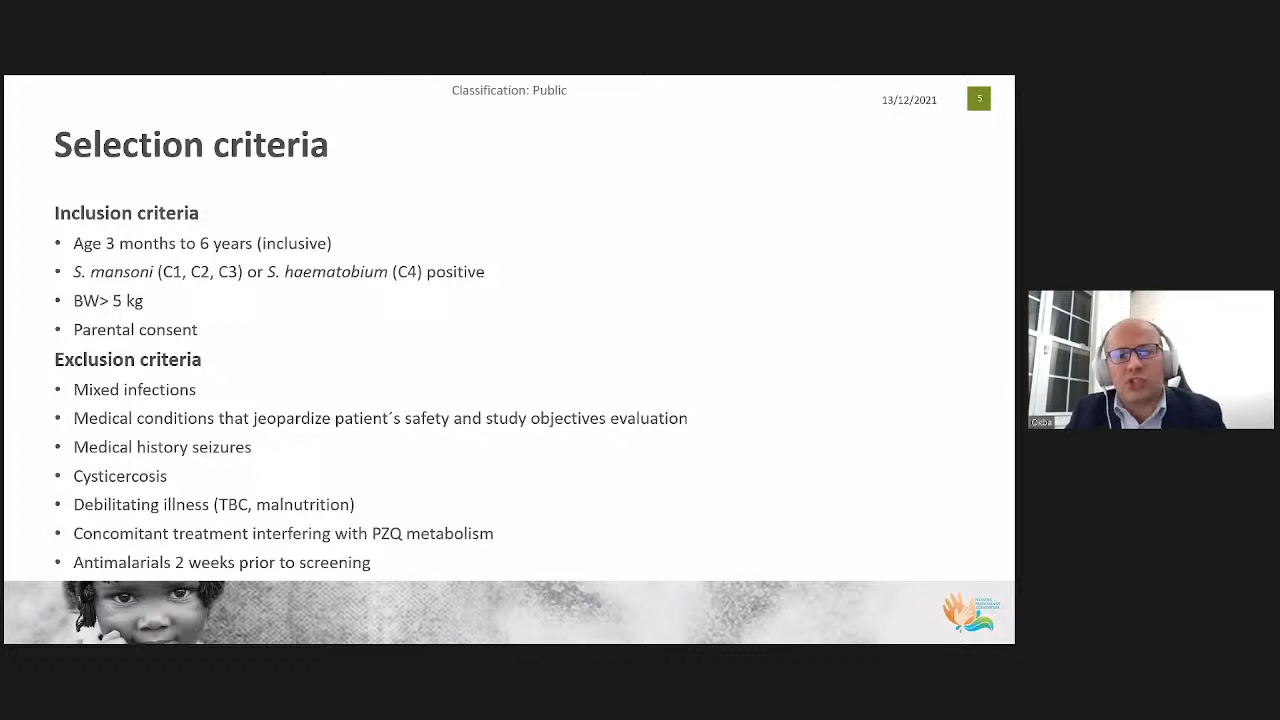 Classification: Public
13/12/2021
5
Selection criteria
Inclusion criteria
• Age 3 months to 6 years (inclusive)
• S. mansoni (C1, C2, C3) or S. haematobium (C4) positive
• BW> 5 kg
• Parental consent
Exclusion criteria
• Mixed infections
• Medical conditions that jeopardize patient´s safety and study objectives evaluation
• Medical history seizures
• Cysticercosis
• Debilitating illness (TBC, malnutrition)
• Concomitant treatment interfering with PZQ metabolism
• Antimalarials 2 weeks prior to screening
PEDIATRIC
PRAZIQUANTEL
CONSORTIUM